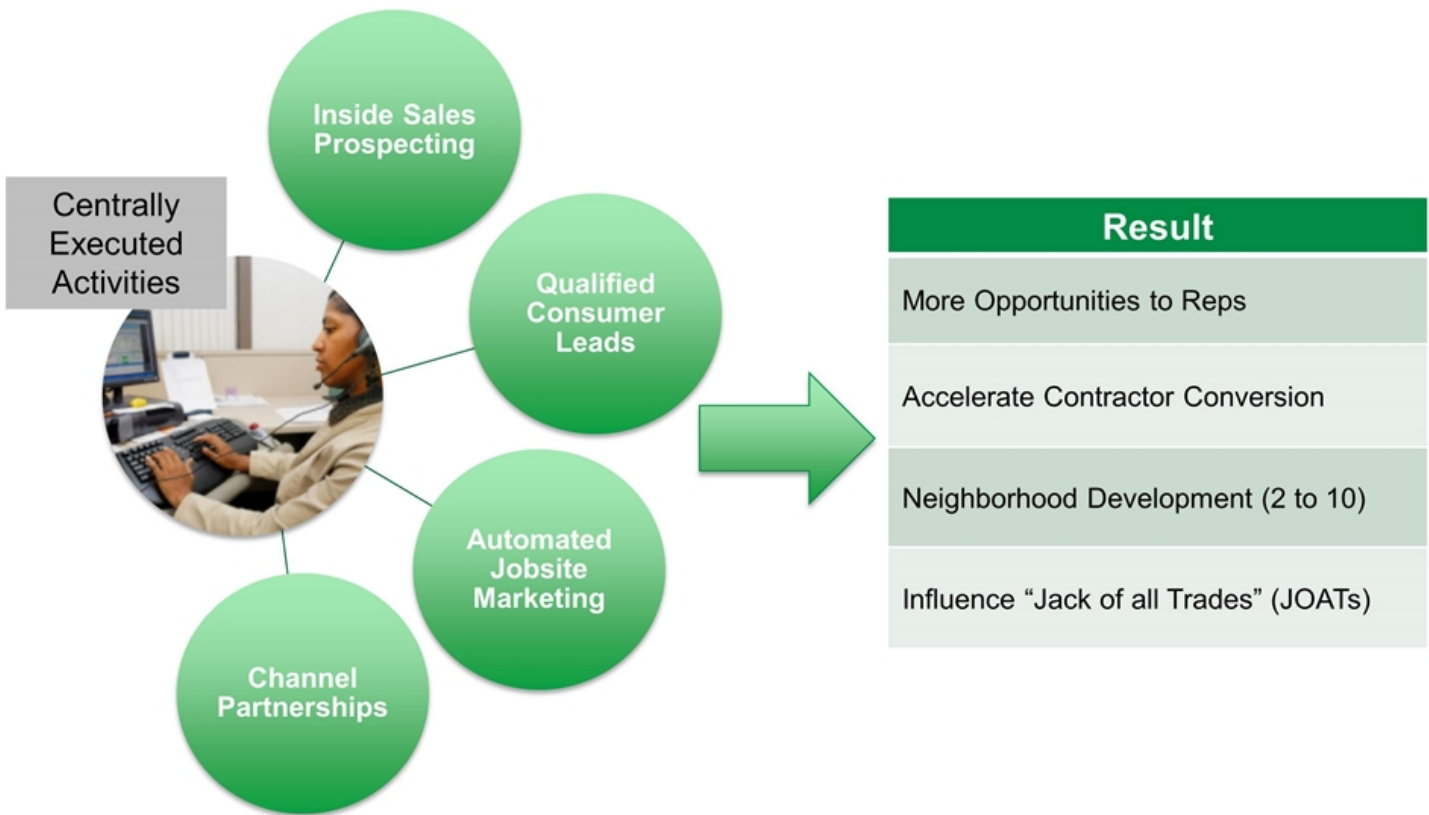 Centrally
Executed
Activities
Inside Sales
Prospecting
Qualified
Consumer
Leads
Automated
Jobsite
Marketing
Channel
Partnerships
Result
More Opportunities to Reps
Accelerate Contractor Conversion
Neighborhood Development (2 to 10)
Influence “Jack of all Trades” (JOATs)